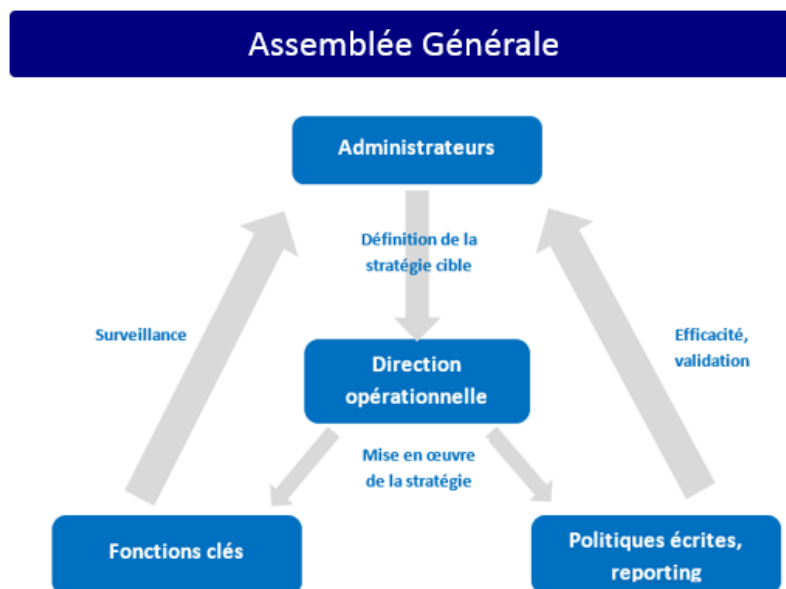 Assemblée Générale
Administrateurs
Définition de la
stratégie cible
Surveillance
Efficacité,
validation
Direction
opérationnelle
Mise en œuvre
de la stratégie
Fonctions clés
Politiques écrites,
reporting